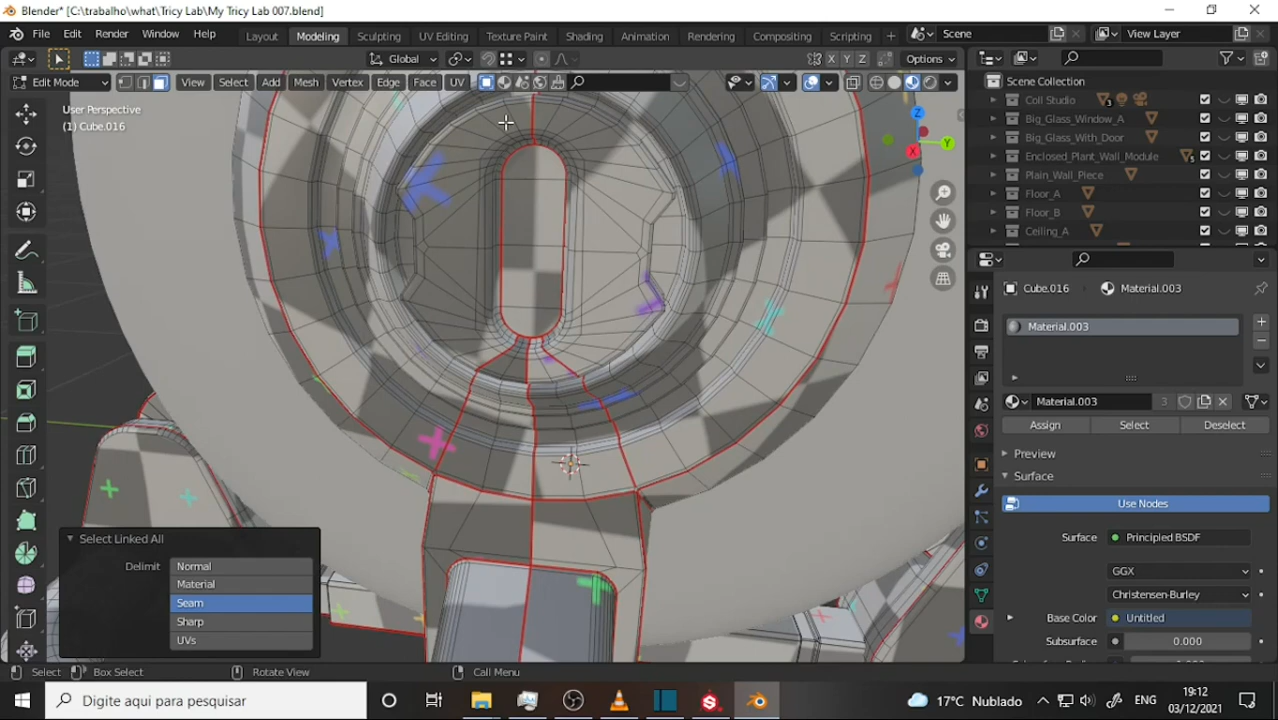 Blender* [C:\trabalho\what\Tricy Lab\My Tricy Lab 007.blend]
File Edit Render Window Help Layout Modeling Sculpting UV Editing Texture Paint Shading Animation Rendering Compositing Scripting + Scene View Layer
Global X Y Z Options
Edit Mode View Select Add Mesh Vertex Edge Face UV
Scene Collection
User Perspective
(1) Cube.016
Coll Studio 3
Big_Glass_Window_A
Big_Glass_With_Door
Enclosed_Plant_Wall_Module 5
Plain_Wall_Piece
Floor_A
Floor_B
Ceiling_A
Z
Y
X
Cube.016 Material.003
Material.003
Material.003 3
Assign Select Deselect
Preview
Surface
Use Nodes
Surface Principled BSDF
GGX
Christensen-Burley
Base Color Untitled
Subsurface 0.000
Select Linked All
Delimit Normal
Material
Seam
Sharp
UVs
Select Box Select Rotate View Call Menu
Digite aqui para pesquisar
17°C Nublado ENG 19:12
03/12/2021